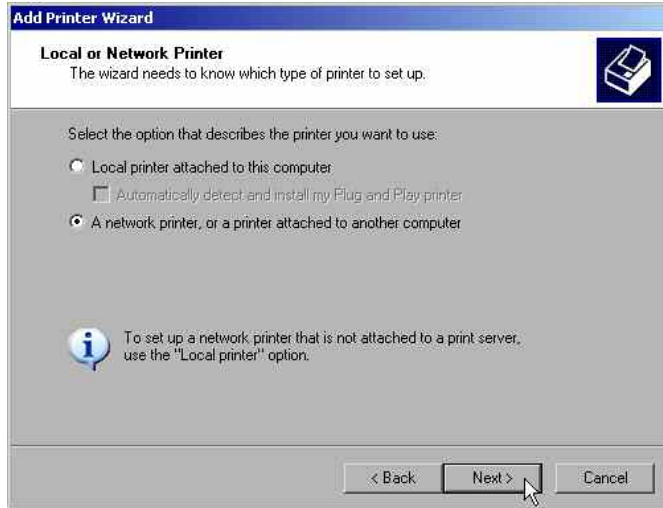 Add Printer Wizard
Local or Network Printer
The wizard needs to know which type of printer to set up.
Select the option that describes the printer you want to use:
Local printer attached to this computer
Automatically detect and install my Plug and Play printer
A network printer, or a printer attached to another computer
To set up a network printer that is not attached to a print server,
use the "Local printer" option.
< Back Next > Cancel